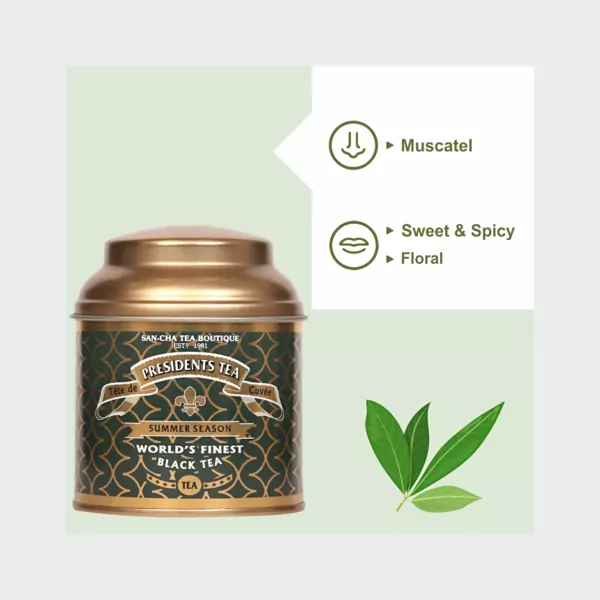 Muscatel
Sweet & Spicy
Floral
SAN-CHA TEA BOUTIQUE
ESTD 1981
PRESIDENTS TEA
Tête de Cuvée
SUMMER SEASON
WORLD'S FINEST
BLACK TEA
TEA